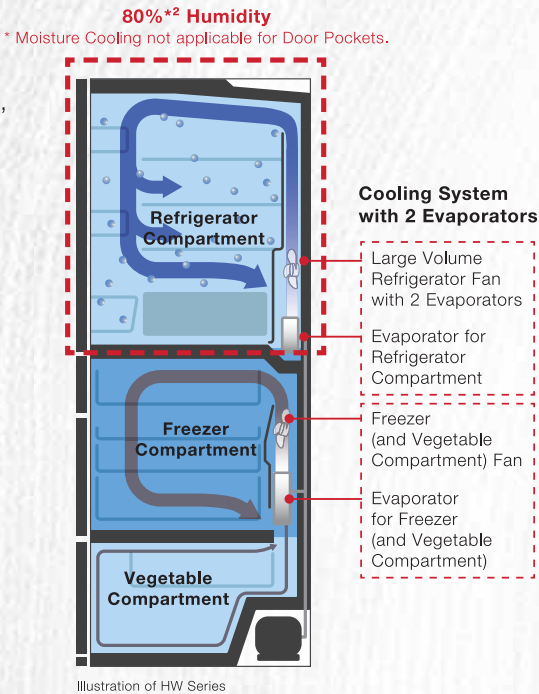 80%*² Humidity
* Moisture Cooling not applicable for Door Pockets.
,
Refrigerator
Compartment
Cooling System
with 2 Evaporators
Large Volume
Refrigerator Fan
with 2 Evaporators
Evaporator for
Refrigerator
Compartment
Freezer
Compartment
Freezer
(and Vegetable
Compartment) Fan
Evaporator
for Freezer
(and Vegetable
Compartment)
Vegetable
Compartment
Illustration of HW Series